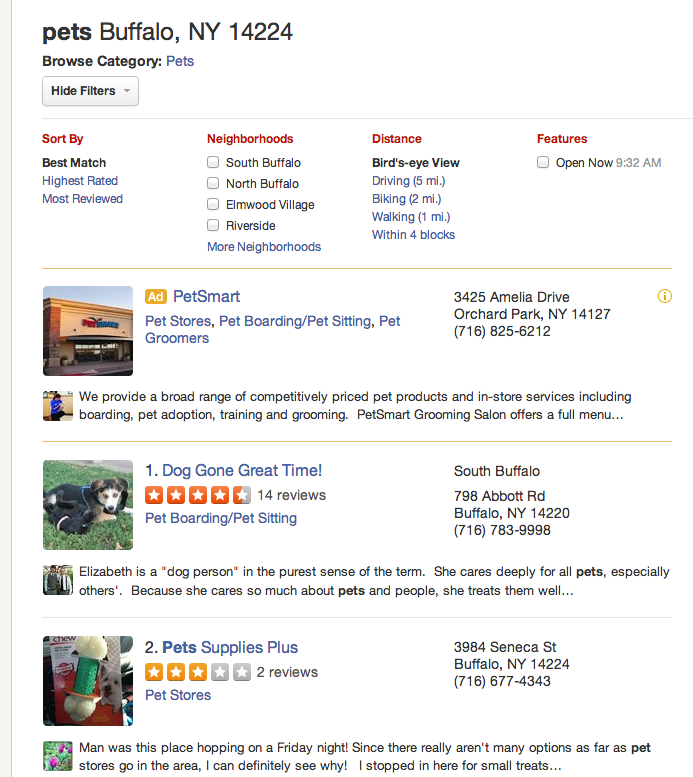 pets Buffalo, NY 14224
Browse Category: Pets
Hide Filters
Sort By
Best Match
Highest Rated
Most Reviewed
Neighborhoods
South Buffalo
North Buffalo
Elmwood Village
Riverside
More Neighborhoods
Distance
Bird's-eye View
Driving (5 mi.)
Biking (2 mi.)
Walking (1 mi.)
Within 4 blocks
Features
Open Now 9:32 AM
PETSMART
Ad PetSmart
Pet Stores, Pet Boarding/Pet Sitting, Pet
Groomers
3425 Amelia Drive
Orchard Park, NY 14127
(716) 825-6212
We provide a broad range of competitively priced pet products and in-store services including
boarding, pet adoption, training and grooming. PetSmart Grooming Salon offers a full menu...
1. Dog Gone Great Time!
14 reviews
Pet Boarding/Pet Sitting
South Buffalo
798 Abbott Rd
Buffalo, NY 14220
(716) 783-9998
Elizabeth is a "dog person" in the purest sense of the term. She cares deeply for all pets, especially
others'. Because she cares so much about pets and people, she treats them well...
chew
2. Pets Supplies Plus
2 reviews
Pet Stores
3984 Seneca St
Buffalo, NY 14224
(716) 677-4343
Man was this place hopping on a Friday night! Since there really aren't many options as far as pet
stores go in the area, I can definitely see why! I stopped in here for small treats...